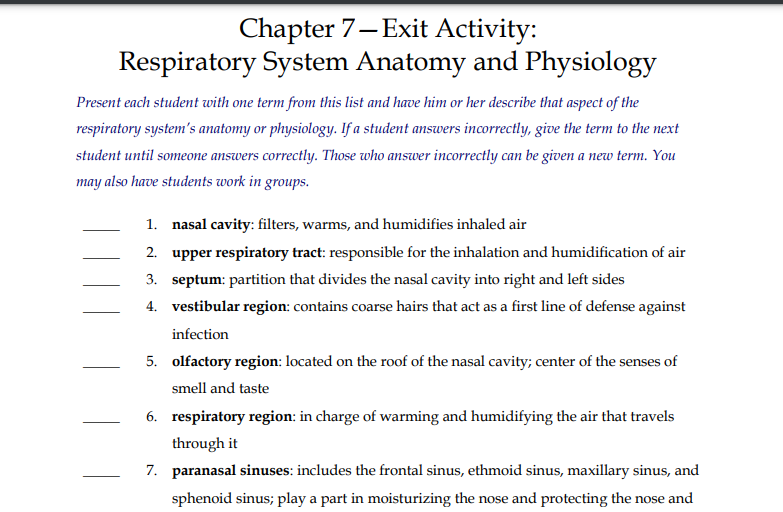 Chapter 7—Exit Activity:
Respiratory System Anatomy and Physiology
Present each student with one term from this list and have him or her describe that aspect of the
respiratory system's anatomy or physiology. If a student answers incorrectly, give the term to the next
student until someone answers correctly. Those who answer incorrectly can be given a new term. You
may also have students work in groups.
_____ 1. nasal cavity: filters, warms, and humidifies inhaled air
_____ 2. upper respiratory tract: responsible for the inhalation and humidification of air
_____ 3. septum: partition that divides the nasal cavity into right and left sides
_____ 4. vestibular region: contains coarse hairs that act as a first line of defense against
infection
_____ 5. olfactory region: located on the roof of the nasal cavity; center of the senses of
smell and taste
_____ 6. respiratory region: in charge of warming and humidifying the air that travels
through it
_____ 7. paranasal sinuses: includes the frontal sinus, ethmoid sinus, maxillary sinus, and
sphenoid sinus; play a part in moisturizing the nose and protecting the nose and